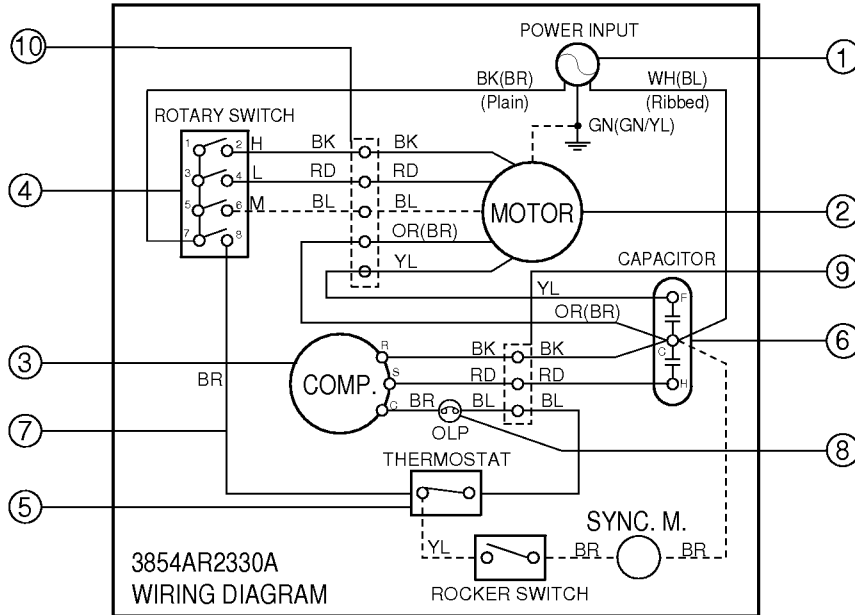 POWER INPUT
10
1
BK(BR)
(Plain)
WH(BL)
(Ribbed)
ROTARY SWITCH
GN(GN/YL)
1
2
H
BK
BK
3
4
L
RD
RD
4
5
6
M
BL
BL
MOTOR
2
7
8
OR(BR)
YL
CAPACITOR
9
YL
F
OR(BR)
6
C
3
R
BK
BK
COMP.
S
RD
RD
H
BR
C
BR
BL
BL
7
OLP
8
THERMOSTAT
5
SYNC. M.
YL
BR
BR
3854AR2330A
WIRING DIAGRAM
ROCKER SWITCH